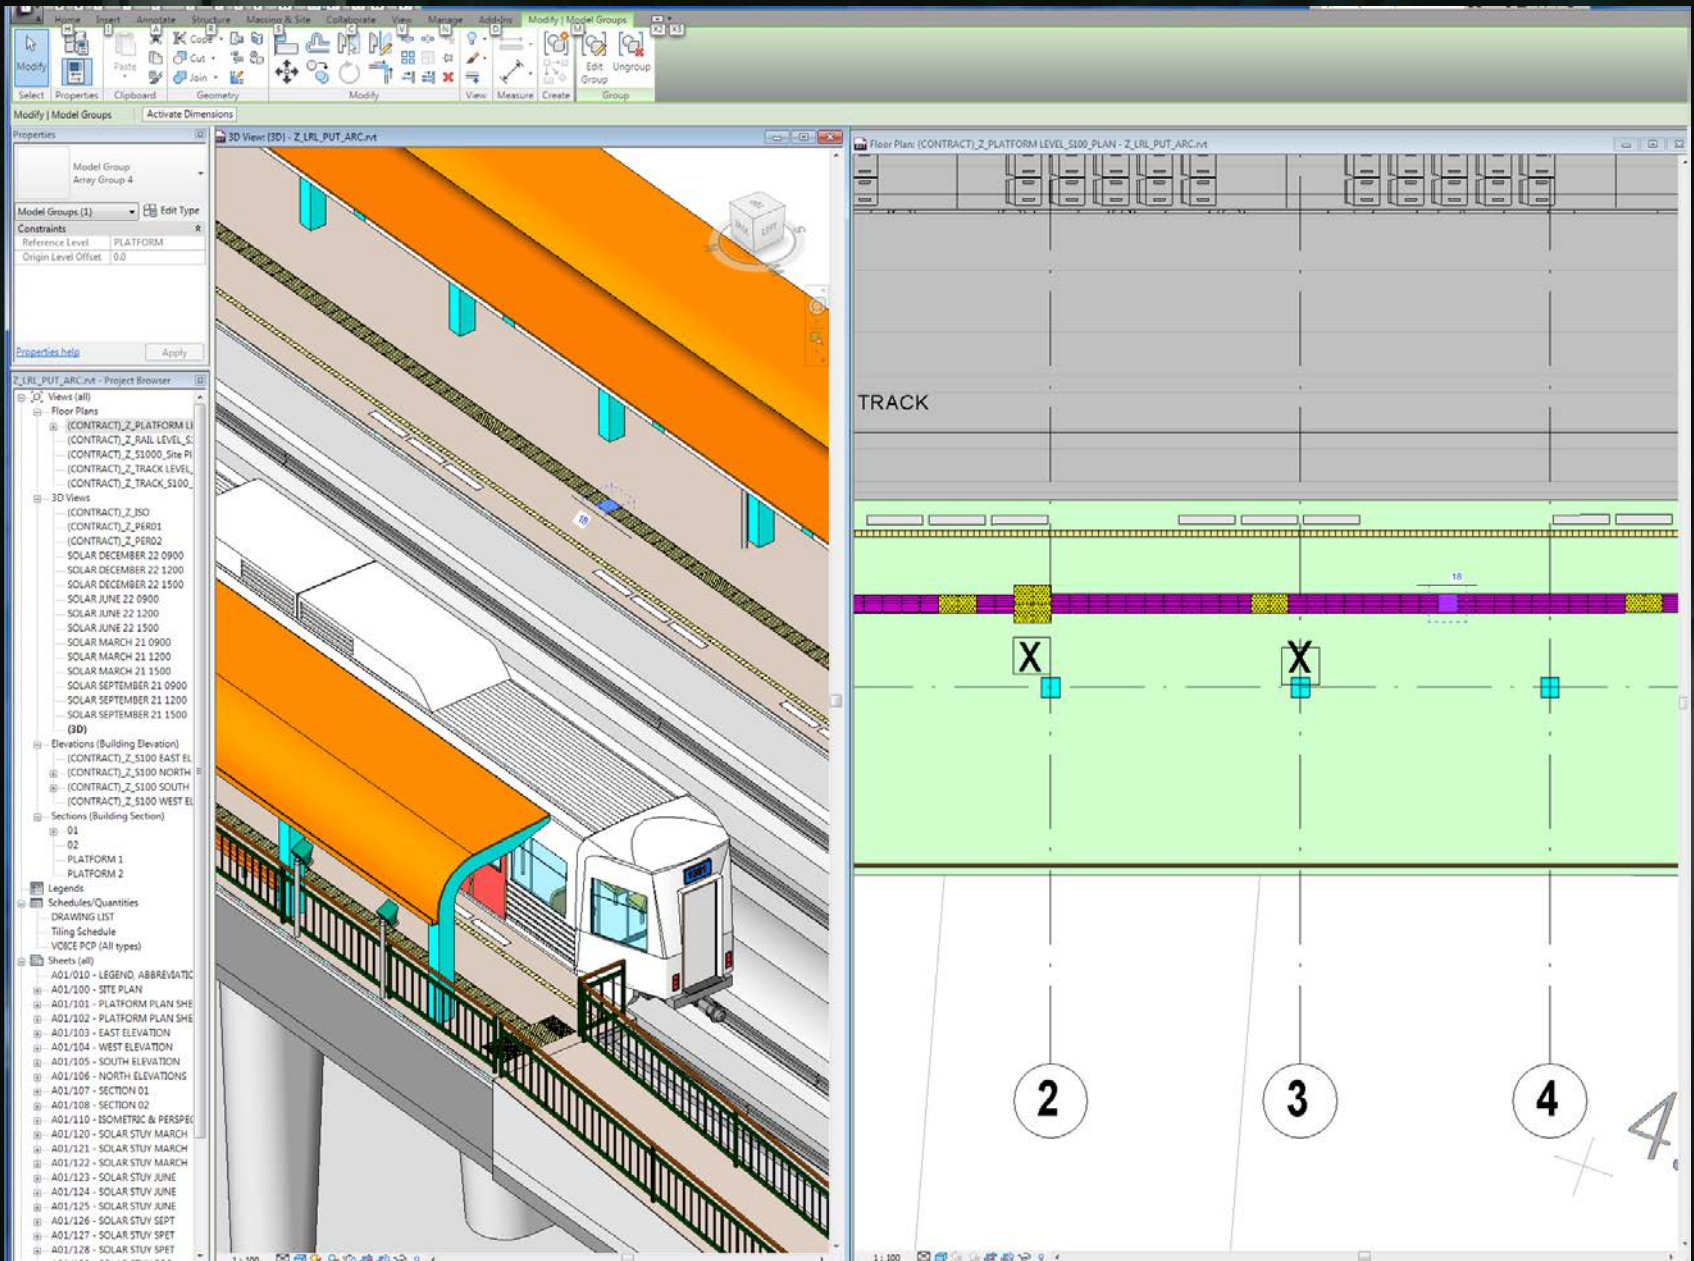 Home Insert Annotate Structure Massing & Site Collaborate View Manage Add-Ins Modify | Model Groups
Modify
Paste
Cope
Cut
Join
Edit Group
Ungroup
Select Properties Clipboard Geometry Modify View Measure Create Group
Modify | Model Groups Activate Dimensions
Properties
Model Group
Array Group 4
Model Groups (1) Edit Type
Constraints
Reference Level PLATFORM
Origin Level Offset 0.0
Properties help Apply
Z_LRL_PUT_ARC.rvt - Project Browser
Views (all)
Floor Plans
(CONTRACT)_Z_PLATFORM LE
(CONTRACT)_Z_RAIL LEVEL_S:
(CONTRACT)_Z_S1000_Site Pl
(CONTRACT)_Z_TRACK LEVEL_
(CONTRACT)_Z_TRACK_S100_
3D Views
(CONTRACT)_Z_ISO
(CONTRACT)_Z_PER01
(CONTRACT)_Z_PER02
SOLAR DECEMBER 22 0900
SOLAR DECEMBER 22 1200
SOLAR DECEMBER 22 1500
SOLAR JUNE 22 0900
SOLAR JUNE 22 1200
SOLAR JUNE 22 1500
SOLAR MARCH 21 0900
SOLAR MARCH 21 1200
SOLAR MARCH 21 1500
SOLAR SEPTEMBER 21 0900
SOLAR SEPTEMBER 21 1200
SOLAR SEPTEMBER 21 1500
{3D}
Elevations (Building Elevation)
(CONTRACT)_Z_S100 EAST EL
(CONTRACT)_Z_S100 NORTH
(CONTRACT)_Z_S100 SOUTH
(CONTRACT)_Z_S100 WEST EL
Sections (Building Section)
01
02
PLATFORM 1
PLATFORM 2
Legends
Schedules/Quantities
DRAWING LIST
Tiling Schedule
VOICE PCP (All types)
Sheets (all)
A01/010 - LEGEND, ABBREVIATIC
A01/100 - SITE PLAN
A01/101 - PLATFORM PLAN SHE
A01/102 - PLATFORM PLAN SHE
A01/103 - EAST ELEVATION
A01/104 - WEST ELEVATION
A01/105 - SOUTH ELEVATION
A01/106 - NORTH ELEVATIONS
A01/107 - SECTION 01
A01/108 - SECTION 02
A01/110 - ISOMETRIC & PERSPEC
A01/120 - SOLAR STUY MARCH
A01/121 - SOLAR STUY MARCH
A01/122 - SOLAR STUY MARCH
A01/123 - SOLAR STUY JUNE
A01/124 - SOLAR STUY JUNE
A01/125 - SOLAR STUY JUNE
A01/126 - SOLAR STUY SEPT
A01/127 - SOLAR STUY SPET
A01/128 - SOLAR STUY SPET
3D View: {3D} - Z_LRL_PUT_ARC.rvt
LEFT
18
1 : 100
Floor Plan: (CONTRACT)_Z_PLATFORM LEVEL_S100_PLAN - Z_LRL_PUT_ARC.rvt
TRACK
18
X X
2 3 4
4.
1 : 100